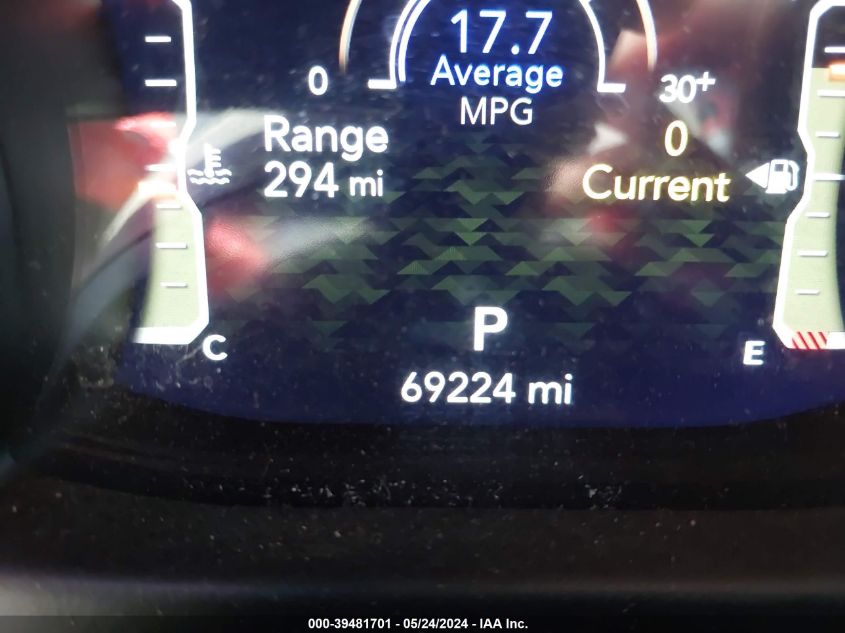 17.7
Average
MPG
0
30+
Range
294 mi
0
Current
P
C
E
69224 mi
000-39481701 - 05/24/2024 - IAA Inc.